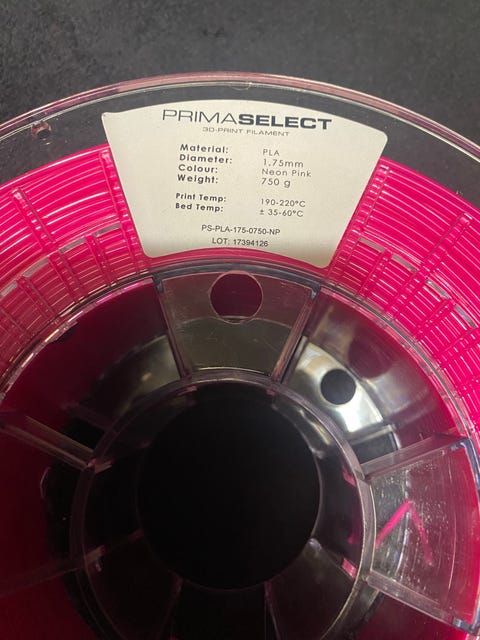 PRIMASELECT
3D-PRINT FILAMENT
Material: PLA
Diameter: 1,75mm
Colour: Neon Pink
Weight: 750 g
Print Temp: 190-220°C
Bed Temp: ± 35-60°C
PS-PLA-175-0750-NP
LOT: 17394126